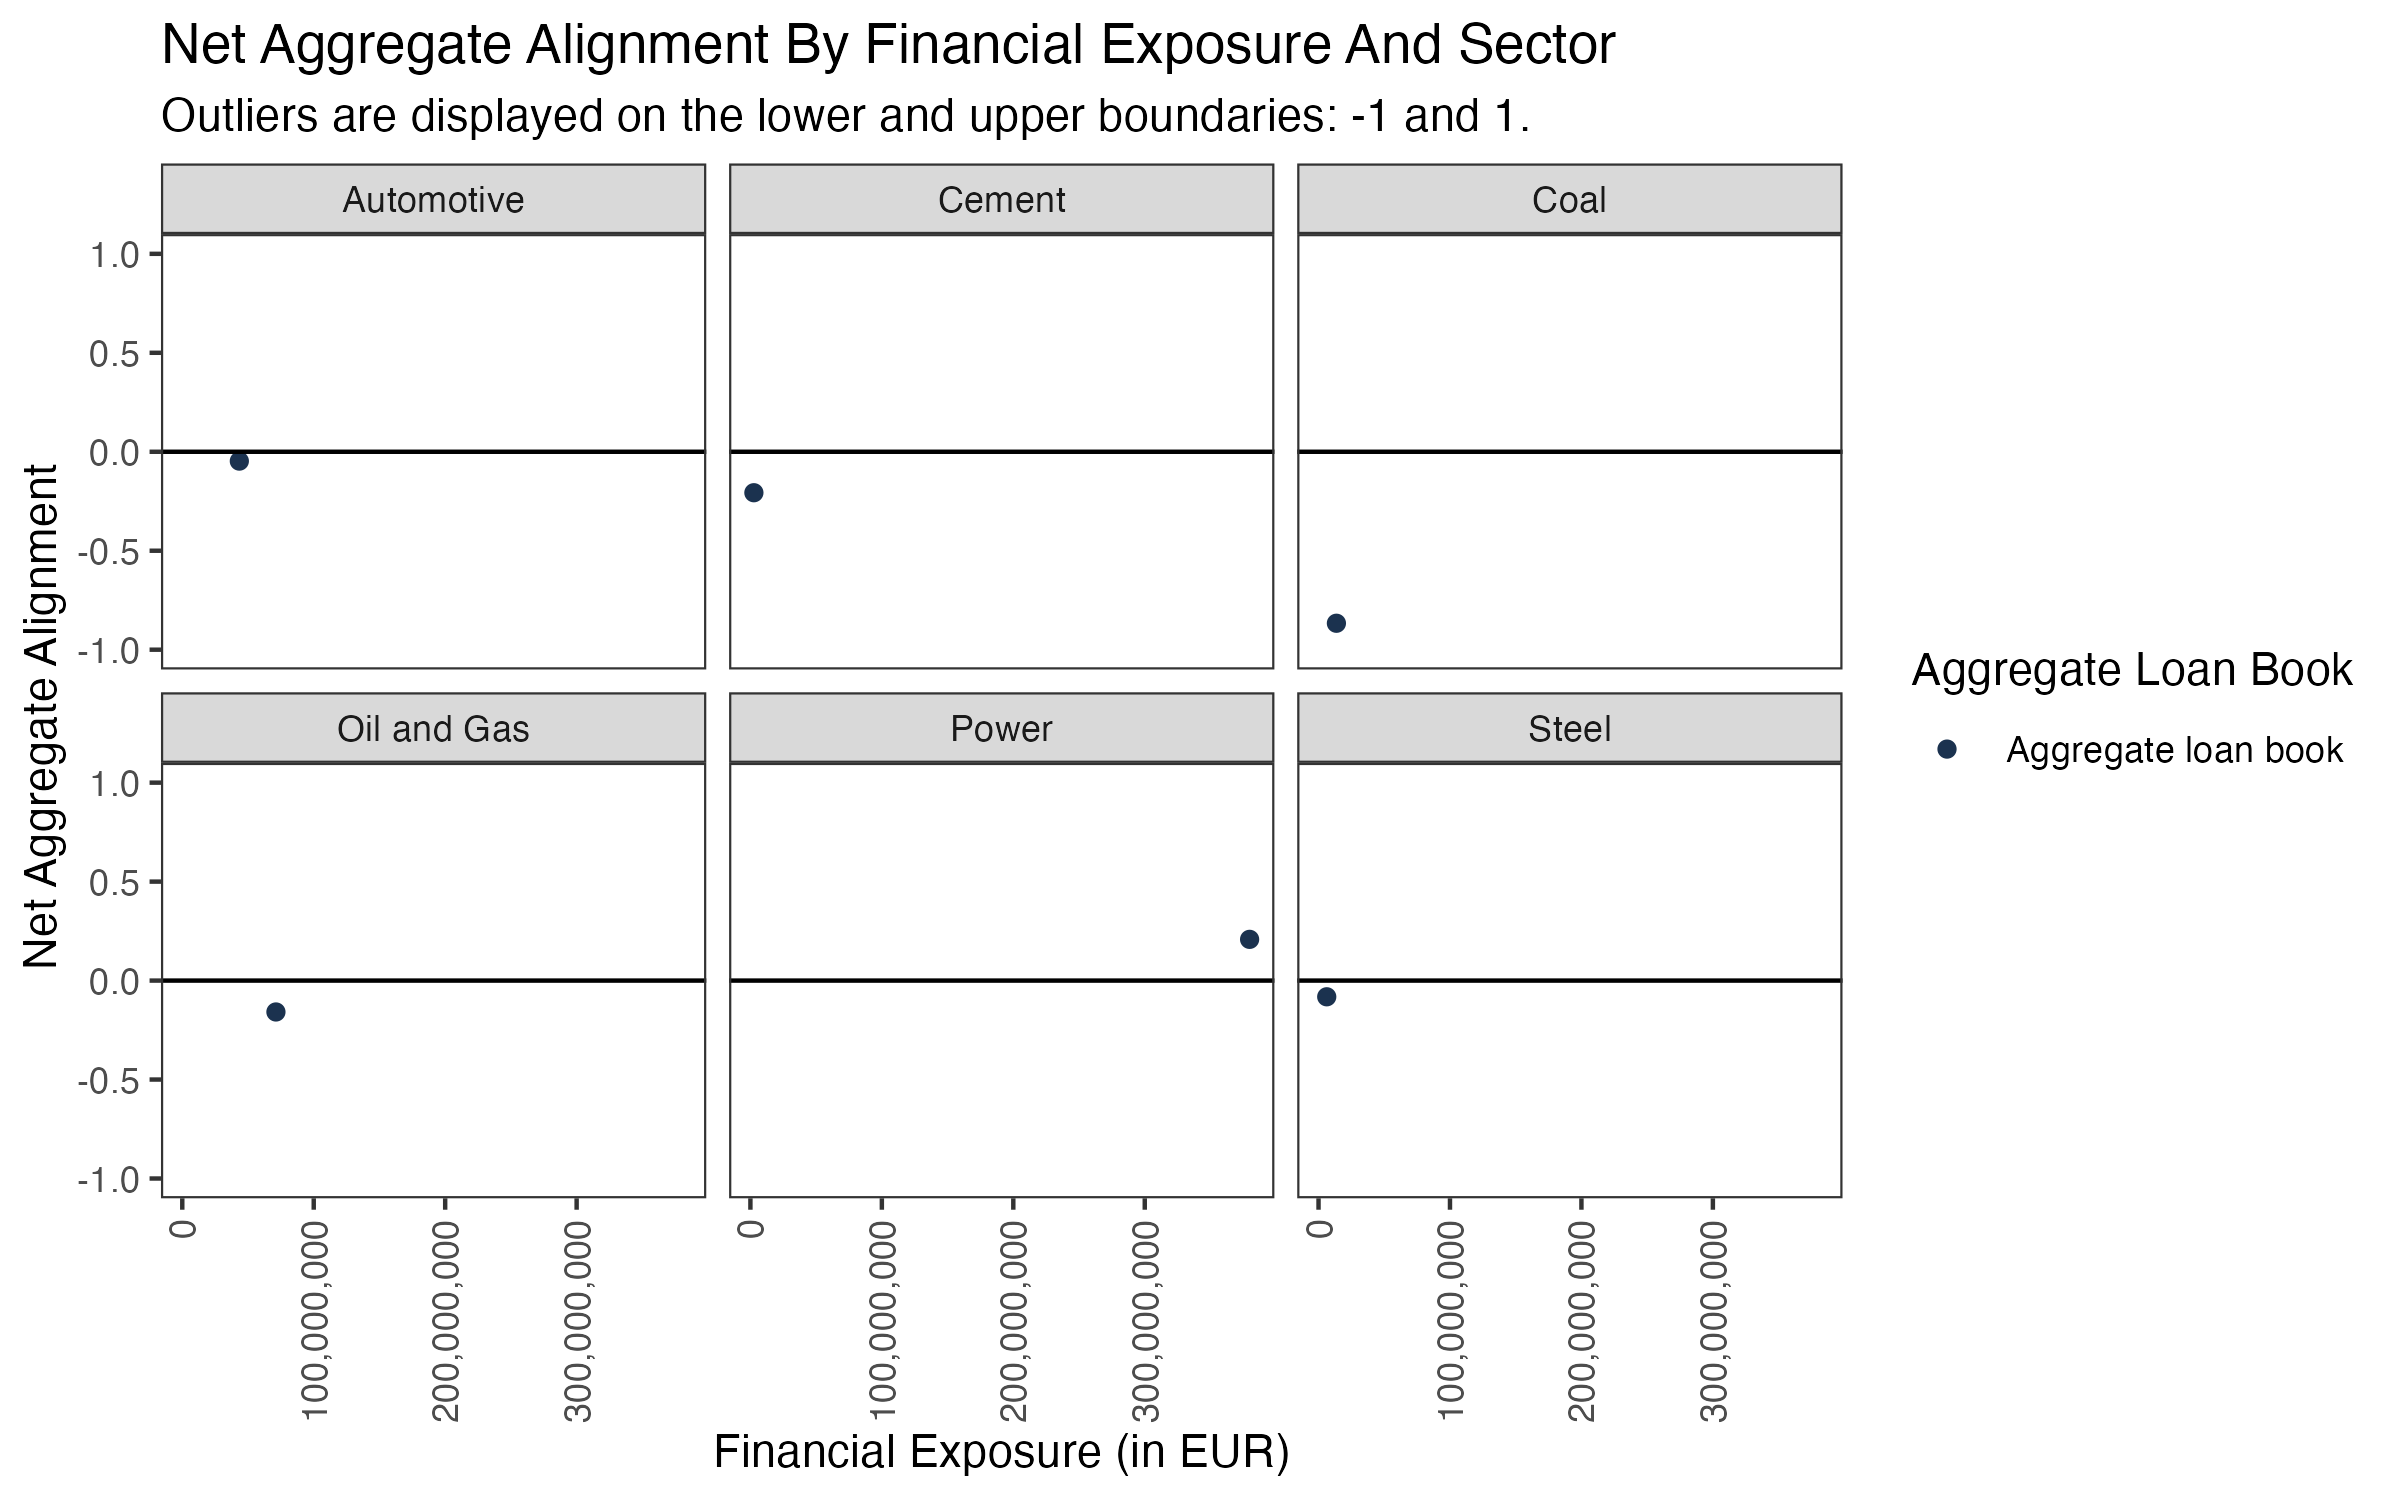 Net Aggregate Alignment By Financial Exposure And Sector
Outliers are displayed on the lower and upper boundaries: -1 and 1.
Automotive
Cement
Coal
1.0
0.5
0.0
-0.5
-1.0
Oil and Gas
Power
Steel
1.0
0.5
0.0
-0.5
-1.0
Net Aggregate Alignment
0
100,000,000
200,000,000
300,000,000
0
100,000,000
200,000,000
300,000,000
0
100,000,000
200,000,000
300,000,000
Financial Exposure (in EUR)
Aggregate Loan Book
Aggregate loan book